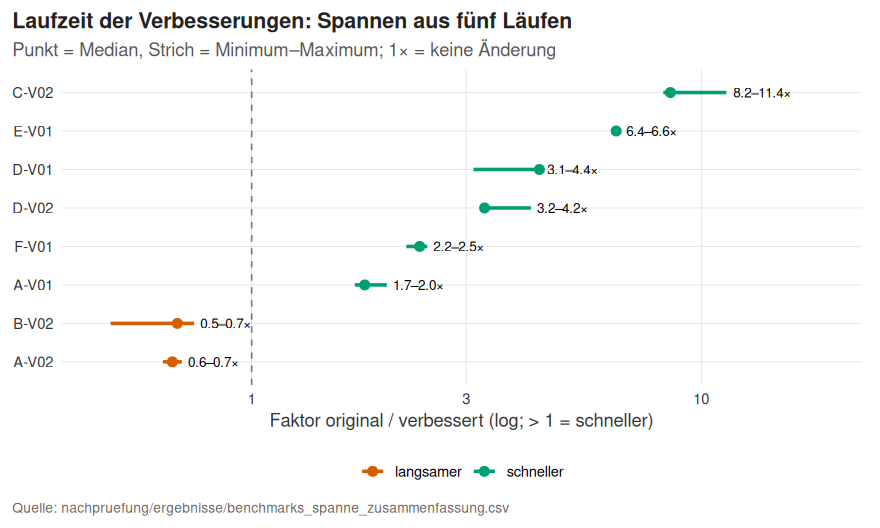 Laufzeit der Verbesserungen: Spannen aus fünf Läufen
Punkt = Median, Strich = Minimum–Maximum; 1× = keine Änderung
C-V02 8.2–11.4×
E-V01 6.4–6.6×
D-V01 3.1–4.4×
D-V02 3.2–4.2×
F-V01 2.2–2.5×
A-V01 1.7–2.0×
B-V02 0.5–0.7×
A-V02 0.6–0.7×
1 3 10
Faktor original / verbessert (log; > 1 = schneller)
langsamer schneller
Quelle: nachpruefung/ergebnisse/benchmarks_spanne_zusammenfassung.csv